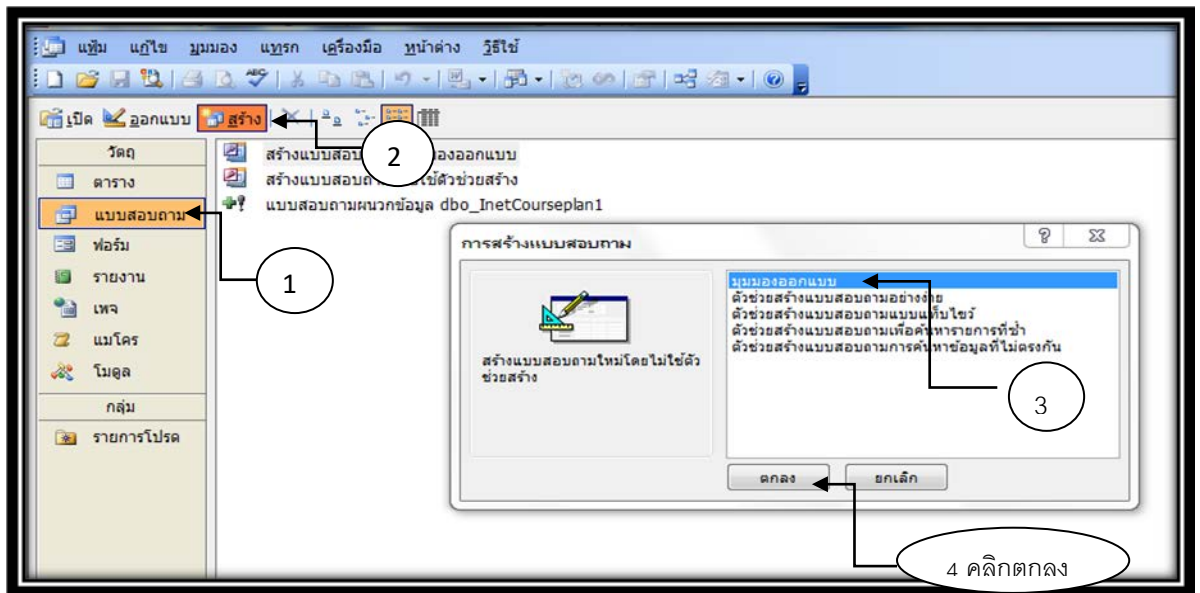 แฟ้ม แก้ไข มุมมอง แทรก เครื่องมือ หน้าต่าง วิธีใช้
เปิด ออกแบบ สร้าง
วัตถุ
ตาราง
แบบสอบถาม
ฟอร์ม
รายงาน
เพจ
แมโคร
โมดูล
กลุ่ม
รายการโปรด
สร้างแบบสอบ 2 องออกแบบ
สร้างแบบสอบถาม ใช้ตัวช่วยสร้าง
แบบสอบถามผนวกข้อมูล dbo_InetCourseplan1
1
การสร้างแบบสอบถาม
สร้างแบบสอบถามใหม่โดยไม่ใช้ตัว
ช่วยสร้าง
มุมมองออกแบบ
ตัวช่วยสร้างแบบสอบถามอย่างง่าย
ตัวช่วยสร้างแบบสอบถามแบบแท็บไขว้
ตัวช่วยสร้างแบบสอบถามเพื่อค้นหารายการที่ซ้ำ
ตัวช่วยสร้างแบบสอบถามการค้นหาข้อมูลที่ไม่ตรงกัน
3
ตกลง ยกเลิก
4 คลิกตกลง